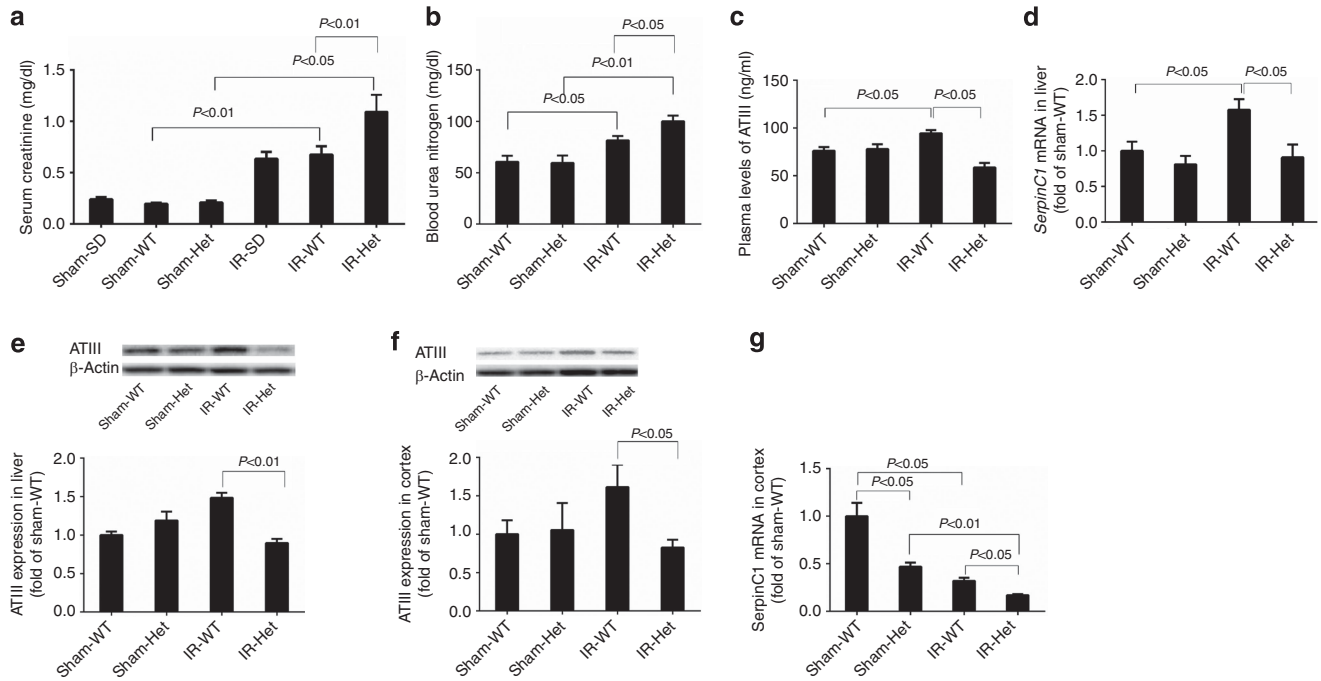 a
Serum creatinine (mg/dl)
1.5
1.0
0.5
0.0
P<0.01
P<0.05
P<0.01
Sham-SD
Sham-WT
Sham-Het
IR-SD
IR-WT
IR-Het
b
Blood urea nitrogen (mg/dl)
150
100
50
0
P<0.05
P<0.01
P<0.05
Sham-WT
Sham-Het
IR-WT
IR-Het
c
Plasma levels of ATIII (ng/ml)
150
100
50
0
P<0.05
P<0.05
Sham-WT
Sham-Het
IR-WT
IR-Het
d
SerpinC1 mRNA in liver
(fold of sham-WT)
2.0
1.5
1.0
0.5
0.0
P<0.05
P<0.05
Sham-WT
Sham-Het
IR-WT
IR-Het
e
ATIII
β-Actin
Sham-WT
Sham-Het
IR-WT
IR-Het
ATIII expression in liver
(fold of sham-WT)
2.0
1.5
1.0
0.5
0.0
P<0.01
Sham-WT
Sham-Het
IR-WT
IR-Het
f
ATIII
β-Actin
Sham-WT
Sham-Het
IR-WT
IR-Het
ATIII expression in cortex
(fold of sham-WT)
2.0
1.5
1.0
0.5
0.0
P<0.05
Sham-WT
Sham-Het
IR-WT
IR-Het
g
SerpinC1 mRNA in cortex
(fold of sham-WT)
1.5
1.0
0.5
0.0
P<0.05
P<0.05
P<0.01
P<0.05
Sham-WT
Sham-Het
IR-WT
IR-Het